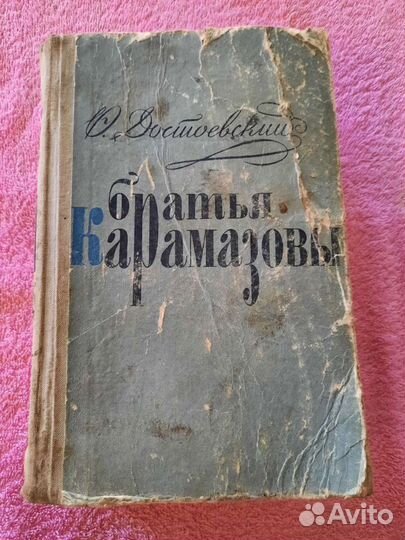 Ф. Достоевский
братья
Карамазовы
Avito